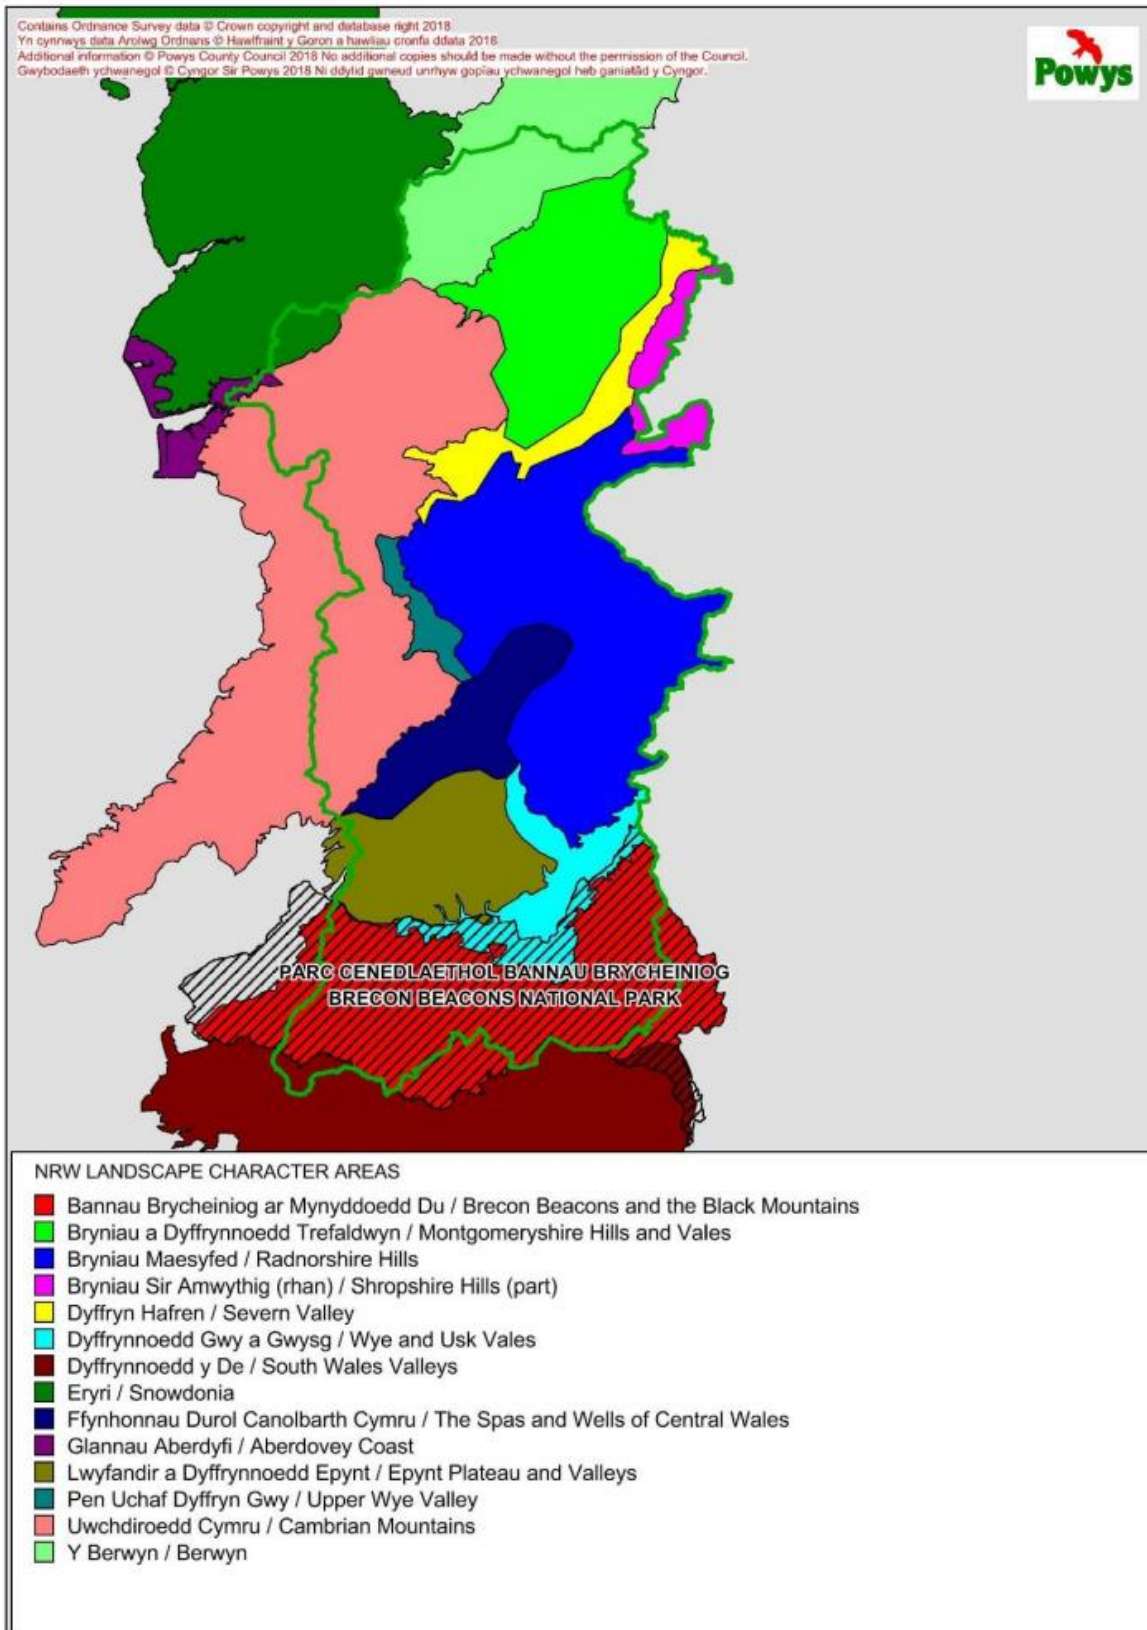 Contains Ordnance Survey data © Crown copyright and database right 2018
Yn cynnwys data Arolwg Ordnans © Hawlfraint y Goron a hawliau cronfa ddata 2018
Additional information © Powys County Council 2018 No additional copies should be made without the permission of the Council.
Gwybodaeth ychwanegol © Cyngor Sir Powys 2018 Ni ddylid gwneud unrhyw gopïau ychwanegol heb ganiatâd y Cyngor.
Powys
PARC CENEDLAETHOL BANNAU BRYCHEINIOG
BRECON BEACONS NATIONAL PARK
NRW LANDSCAPE CHARACTER AREAS
Bannau Brycheiniog ar Mynyddoedd Du / Brecon Beacons and the Black Mountains
Bryniau a Dyffrynnoedd Trefaldwyn / Montgomeryshire Hills and Vales
Bryniau Maesyfed / Radnorshire Hills
Bryniau Sir Amwythig (rhan) / Shropshire Hills (part)
Dyffryn Hafren / Severn Valley
Dyffrynnoedd Gwy a Gwysg / Wye and Usk Vales
Dyffrynnoedd y De / South Wales Valleys
Eryri / Snowdonia
Ffynhonnau Durol Canolbarth Cymru / The Spas and Wells of Central Wales
Glannau Aberdyfi / Aberdovey Coast
Lwyfandir a Dyffrynnoedd Epynt / Epynt Plateau and Valleys
Pen Uchaf Dyffryn Gwy / Upper Wye Valley
Uwchdiroedd Cymru / Cambrian Mountains
Y Berwyn / Berwyn